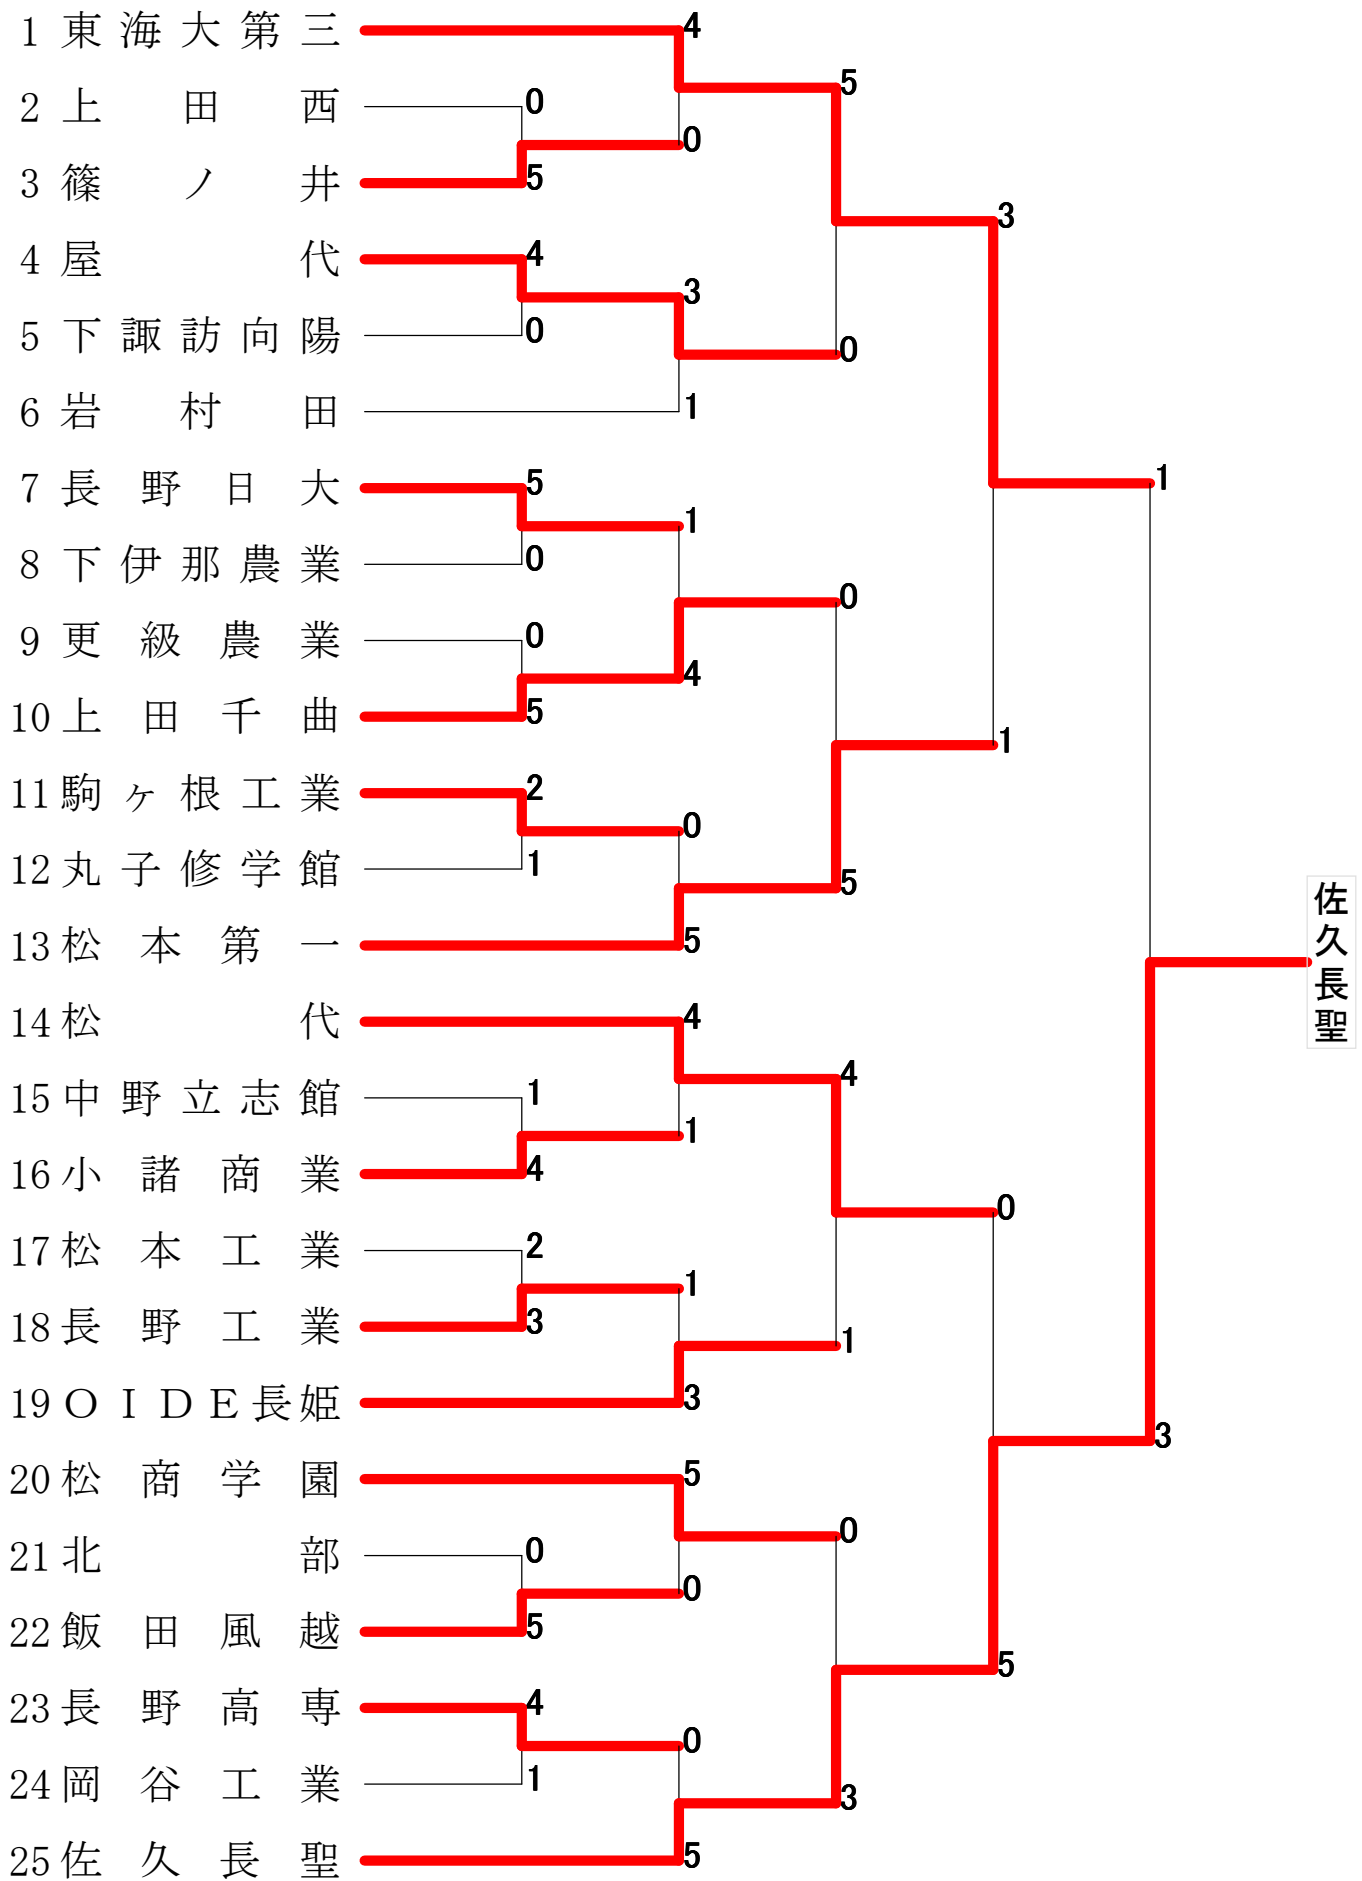 1 東海大第三
4
5
2 上田西
0
0
3 篠ノ井
5
3
4 屋代
4
3
5 下諏訪向陽
0
0
6 岩村田
1
7 長野日大
5
1
1
8 下伊那農業
0
0
9 更級農業
0
4
10 上田千曲
5
1
11 駒ヶ根工業
2
0
12 丸子修学館
1
5
13 松本第一
5
佐久長聖
14 松代
4
4
15 中野立志館
1
1
16 小諸商業
4
0
17 松本工業
2
1
18 長野工業
3
1
19 OIDE長姫
3
3
20 松商学園
5
0
21 北部
0
0
22 飯田風越
5
5
23 長野高専
4
0
24 岡谷工業
1
3
25 佐久長聖
5